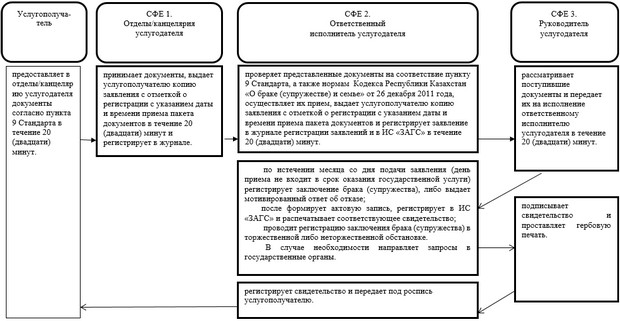 Услугополуча-
тель
СФЕ 1.
Отделы/канцелярия
услугодателя
СФЕ 2.
Ответственный
исполнитель услугодателя
СФЕ 3.
Руководитель
услугодателя
предоставляет в
отделы/канцеляр
ию услугодателя
документы
согласно пункта
9 Стандарта в
течение 20
(двадцати)
минут.
принимает документы, выдает
услугополучателю копию
заявления с отметкой о
регистрации с указанием даты и
времени приема пакета
документов в течение 20
(двадцати) минут и
регистрирует в журнале.
проверяет представленные документы на соответствие пункту
9 Стандарта, а также нормам Кодекса Республики Казахстан
«О браке (супружестве) и семье» от 26 декабря 2011 года,
осуществляет их прием, выдает услугополучателю копию
заявления с отметкой о регистрации с указанием даты и
времени приема пакета документов и регистрирует заявление
в журнале регистрации заявлений и в ИС «ЗАГС» в течение
20 (двадцати) минут.
рассматривает
поступившие
документы и передает
их на исполнение
ответственному
исполнителю
услугодателя в течение
20 (двадцати) минут.
по истечении месяца со дня подачи заявления (день
приема не входит в срок оказания государственной услуги)
регистрирует заключение брака (супружества), либо выдает
мотивированный ответ об отказе;
после формирует актовую запись, регистрирует в ИС
«ЗАГС» и распечатывает соответствующее свидетельство;
проводит регистрацию заключения брака (супружества) в
торжественной либо неторжественной обстановке.
В случае необходимости направляет запросы в
государственные органы.
подписывает
свидетельство и
проставляет гербовую
печать.
регистрирует свидетельство и передает под роспись
услугополучателю.